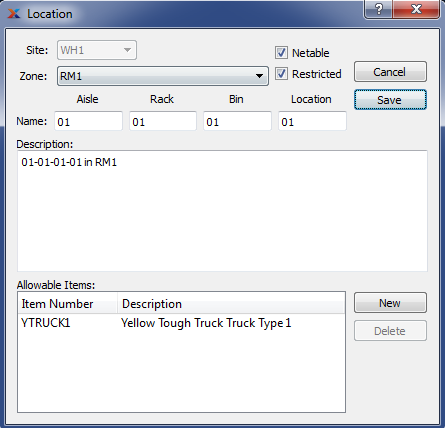 Location
Site: WH1
Netable
Zone: RM1
Restricted
Cancel
Save
Aisle Rack Bin Location
Name: 01 01 01 01
Description:
01-01-01-01 in RM1
Allowable Items:
Item Number Description
YTRUCK1 Yellow Tough Truck Truck Type 1
New
Delete